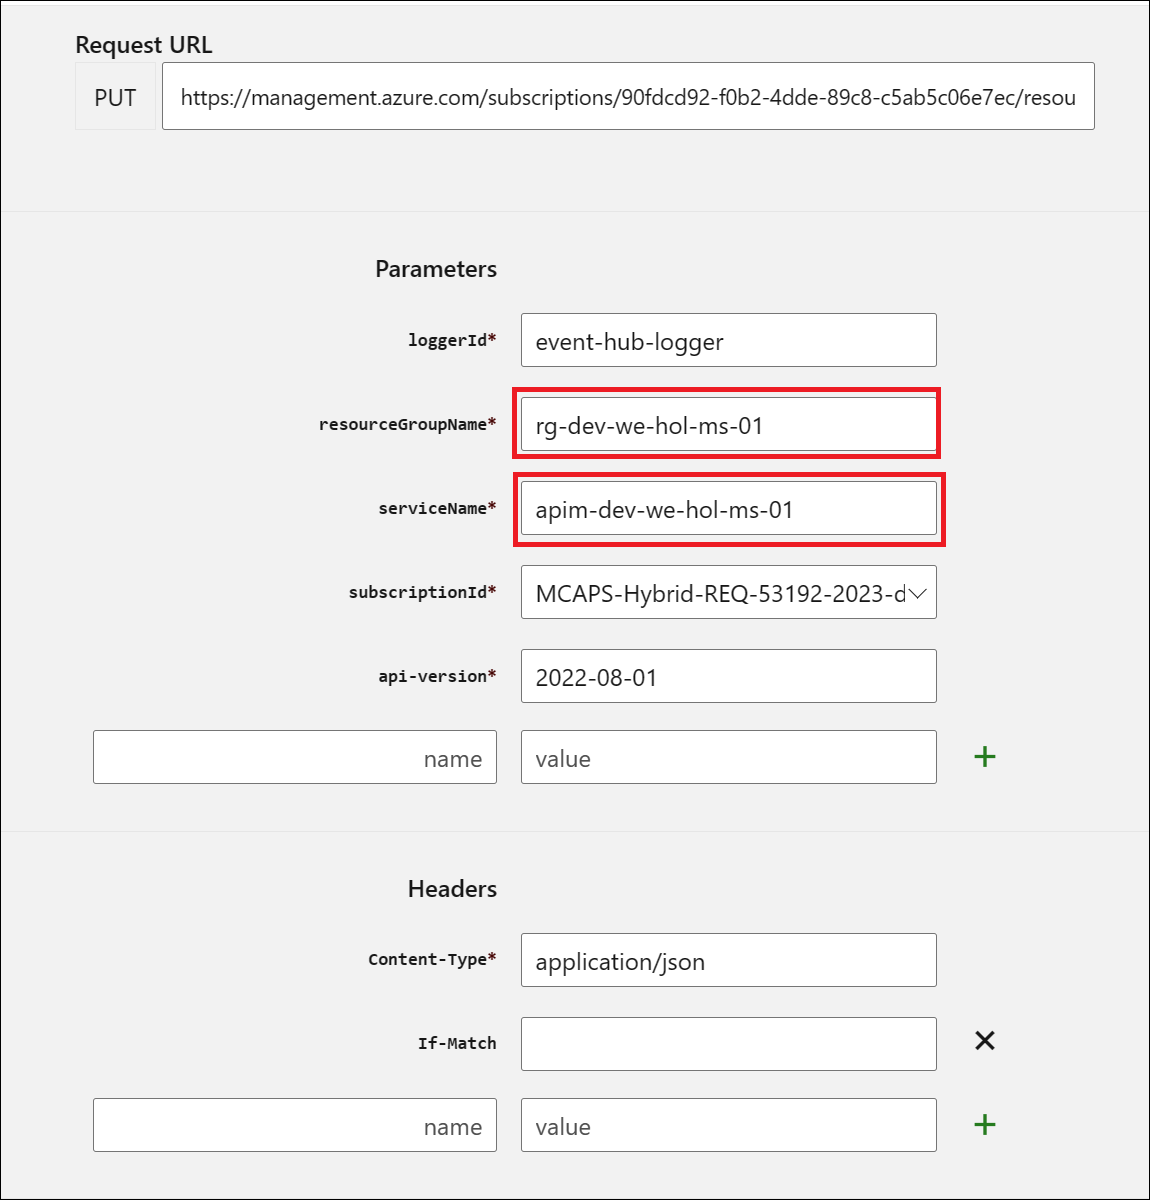 Request URL
PUT https://management.azure.com/subscriptions/90fdcd92-f0b2-4dde-89c8-c5ab5c06e7ec/resou
Parameters
loggerId* event-hub-logger
resourceGroupName* rg-dev-we-hol-ms-01
serviceName* apim-dev-we-hol-ms-01
subscriptionId* MCAPS-Hybrid-REQ-53192-2023-d
api-version* 2022-08-01
name value +
Headers
Content-Type* application/json
If-Match
name value +